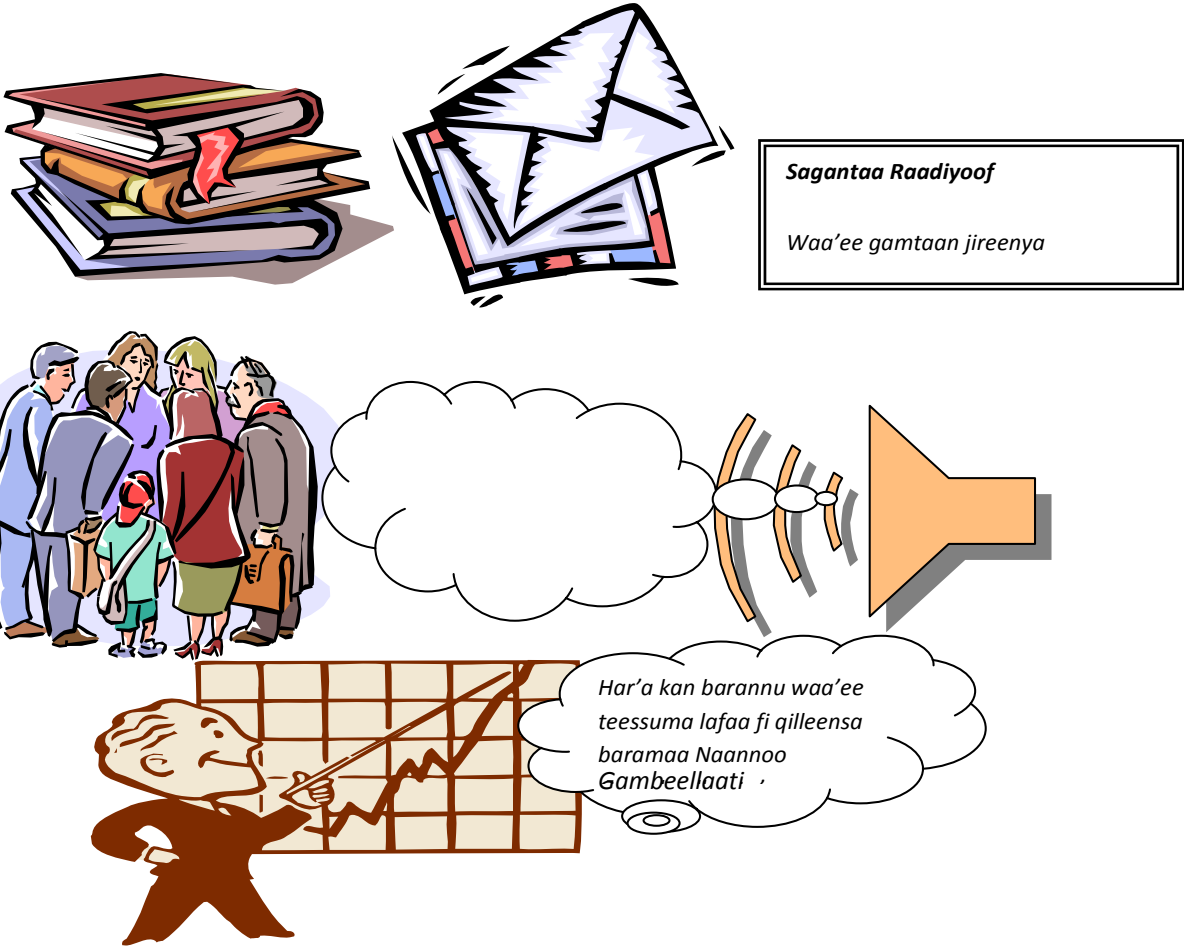 Sagantaa Raadiyoof
Waa’ee gamtaan jireenya
Har’a kan barannu waa’ee
teessuma lafaa fi qilleensa
baramaa Naannoo
Gambeellaati ,